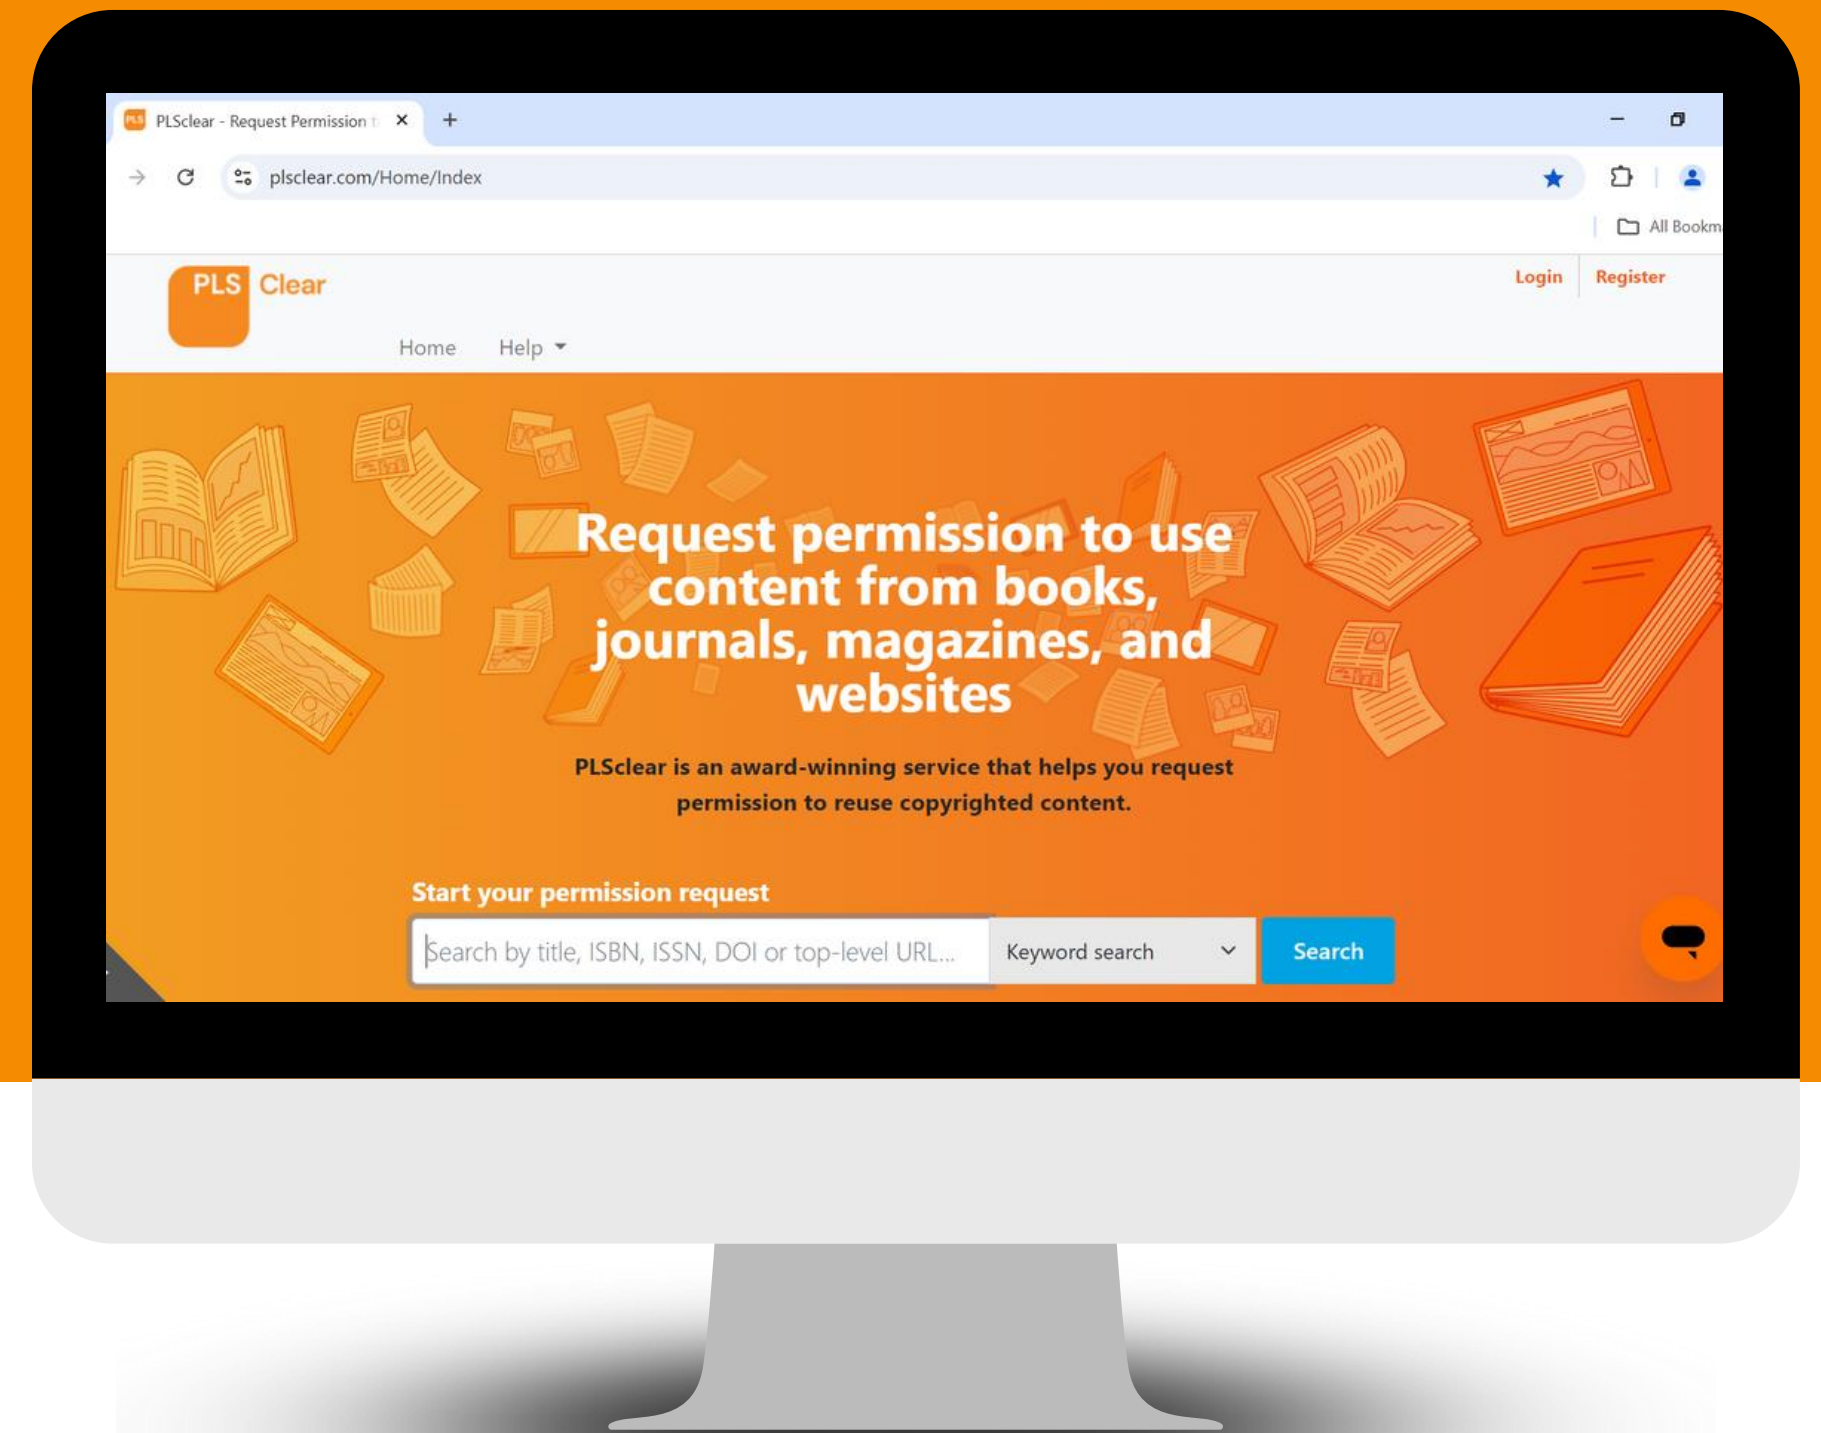 PLS
PLSclear - Request Permission t
plsclear.com/Home/Index
All Bookm
PLS Clear
Login
Register
Home
Help
Request permission to use
content from books,
journals, magazines, and
websites
PLSclear is an award-winning service that helps you request
permission to reuse copyrighted content.
Start your permission request
Search by title, ISBN, ISSN, DOI or top-level URL...
Keyword search
Search